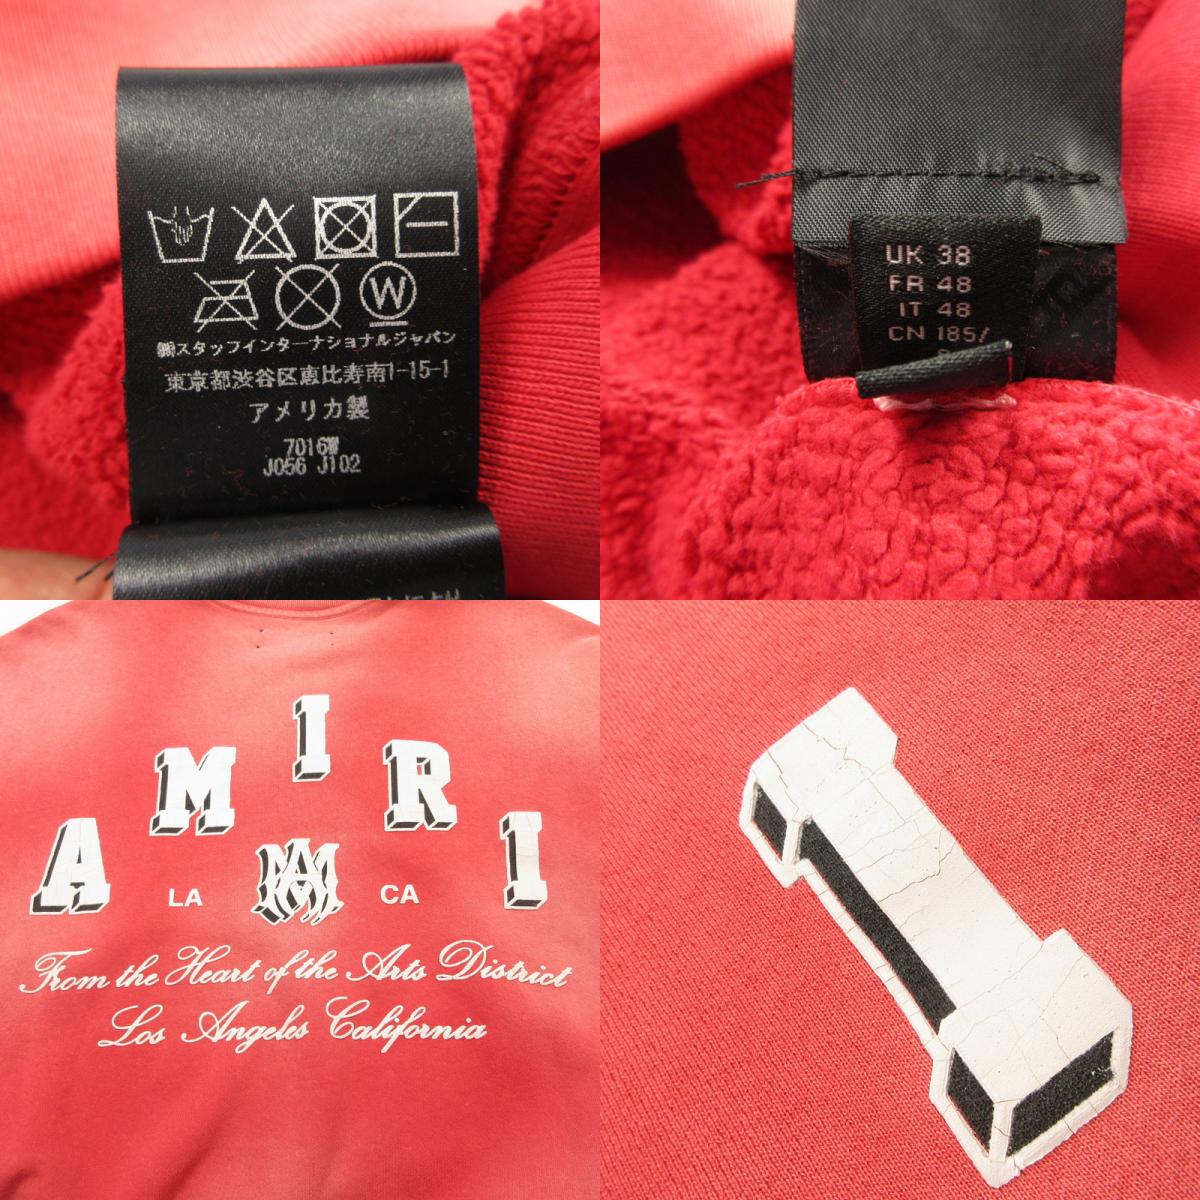 W
㈱スタッフインターナショナルジャパン
東京都渋谷区恵比寿南1-15-1
アメリカ製
7016W
J056 J102
UK 38
FR 48
IT 48
CN 185/
AMIRI
LA MA CA
From the Heart of the Arts District
Los Angeles California
I